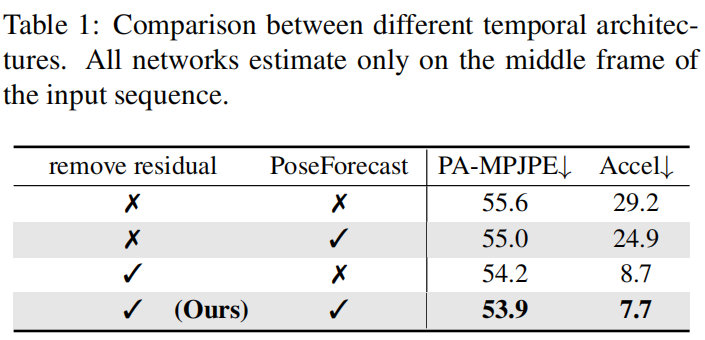 Table 1: Comparison between different temporal architec-
tures. All networks estimate only on the middle frame of
the input sequence.
remove residual PoseForecast PA-MPJPE↓ Accel↓
✗ ✗ 55.6 29.2
✗ ✓ 55.0 24.9
✓ ✗ 54.2 8.7
✓ (Ours) ✓ 53.9 7.7